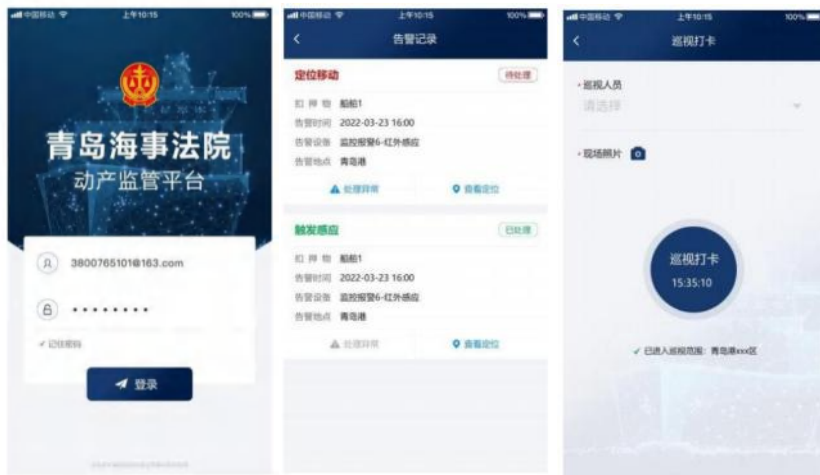 中国移动 上午10:15 100%
青岛海事法院
动产监管平台
3800765101@163.com
••••••••
✓ 记住密码
登录
中国移动 上午10:15 100%
告警记录
定位移动 待处理
扣押物 船舶1
告警时间 2022-03-23 16:00
告警设备 监控报警6-红外感应
告警地点 青岛港
处理异常 查看定位
触发感应 已处理
扣押物 船舶1
告警时间 2022-03-23 16:00
告警设备 监控报警6-红外感应
告警地点 青岛港
处理异常 查看定位
中国移动 上午10:15 100%
巡视打卡
巡视人员
请选择
现场照片
巡视打卡
15:35:10
✓ 已进入巡视范围：青岛港xxx区